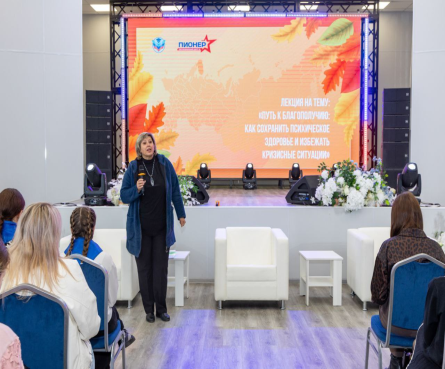 ПИОНЕР
ЛЕКЦИЯ НА ТЕМУ:
«ПУТЬ К БЛАГОПОЛУЧИЮ:
КАК СОХРАНИТЬ ПСИХИЧЕСКОЕ
ЗДОРОВЬЕ И ИЗБЕЖАТЬ
КРИЗИСНЫЕ СИТУАЦИИ»